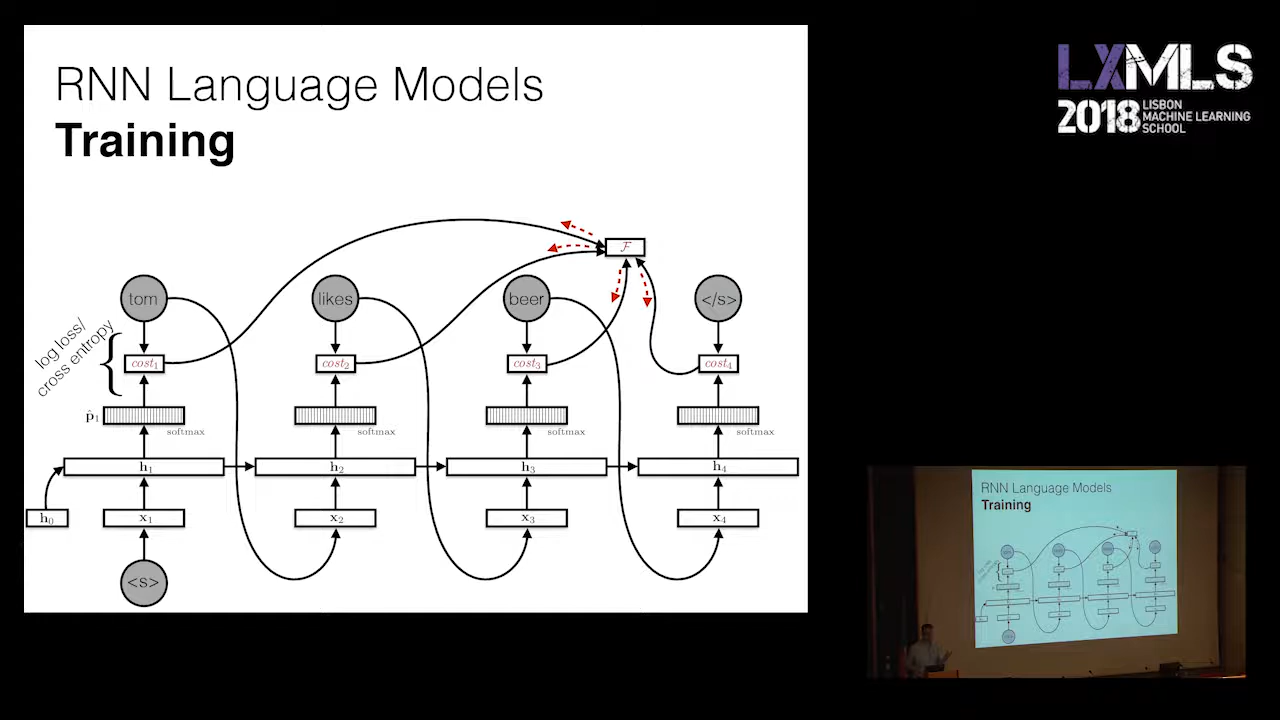 RNN Language Models
Training
LXMLS
2018 LISBON
MACHINE LEARNING
SCHOOL
F
tom
likes
beer
</s>
log loss/
cross entropy
{
cost1
cost2
cost3
cost4
p̂1
softmax
softmax
softmax
softmax
h1
h2
h3
h4
h0
x1
x2
x3
x4
<s>
RNN Language Models
Training